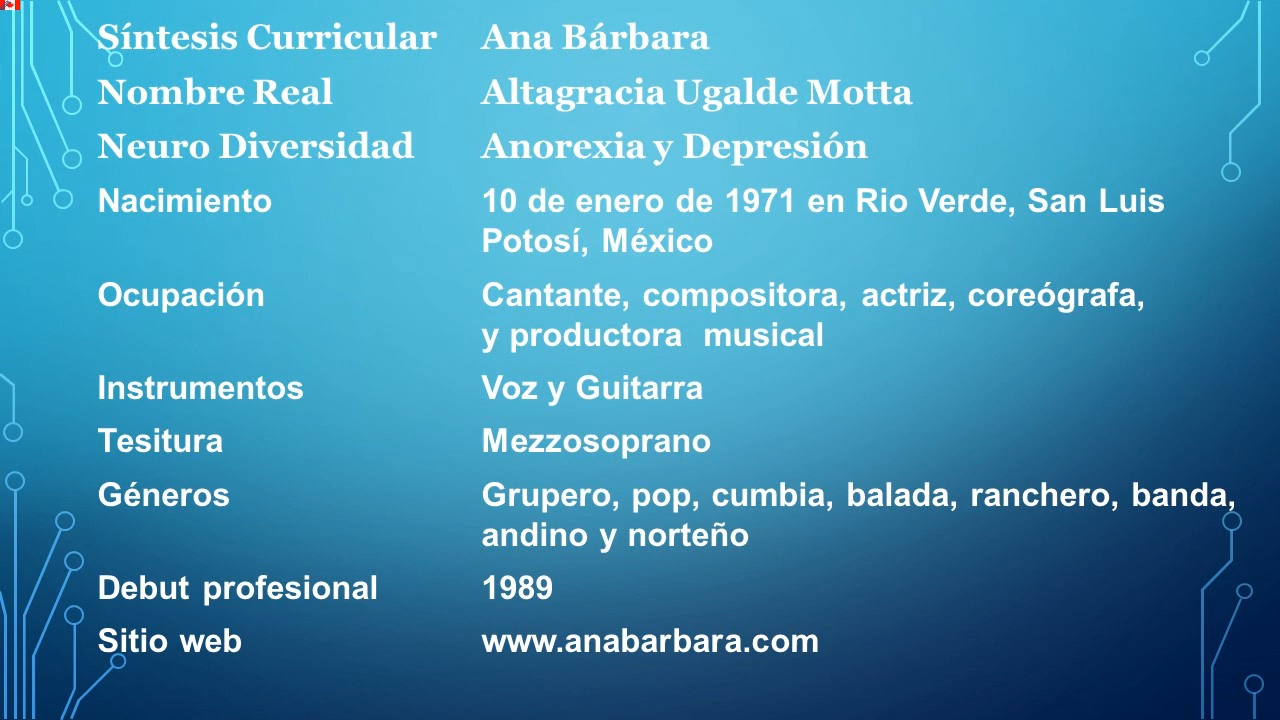 Síntesis Curricular Ana Bárbara
Nombre Real Altagracia Ugalde Motta
Neuro Diversidad Anorexia y Depresión
Nacimiento 10 de enero de 1971 en Rio Verde, San Luis
Potosí, México
Ocupación Cantante, compositora, actriz, coreógrafa,
y productora musical
Instrumentos Voz y Guitarra
Tesitura Mezzosoprano
Géneros Grupero, pop, cumbia, balada, ranchero, banda,
andino y norteño
Debut profesional 1989
Sitio web www.anabarbara.com